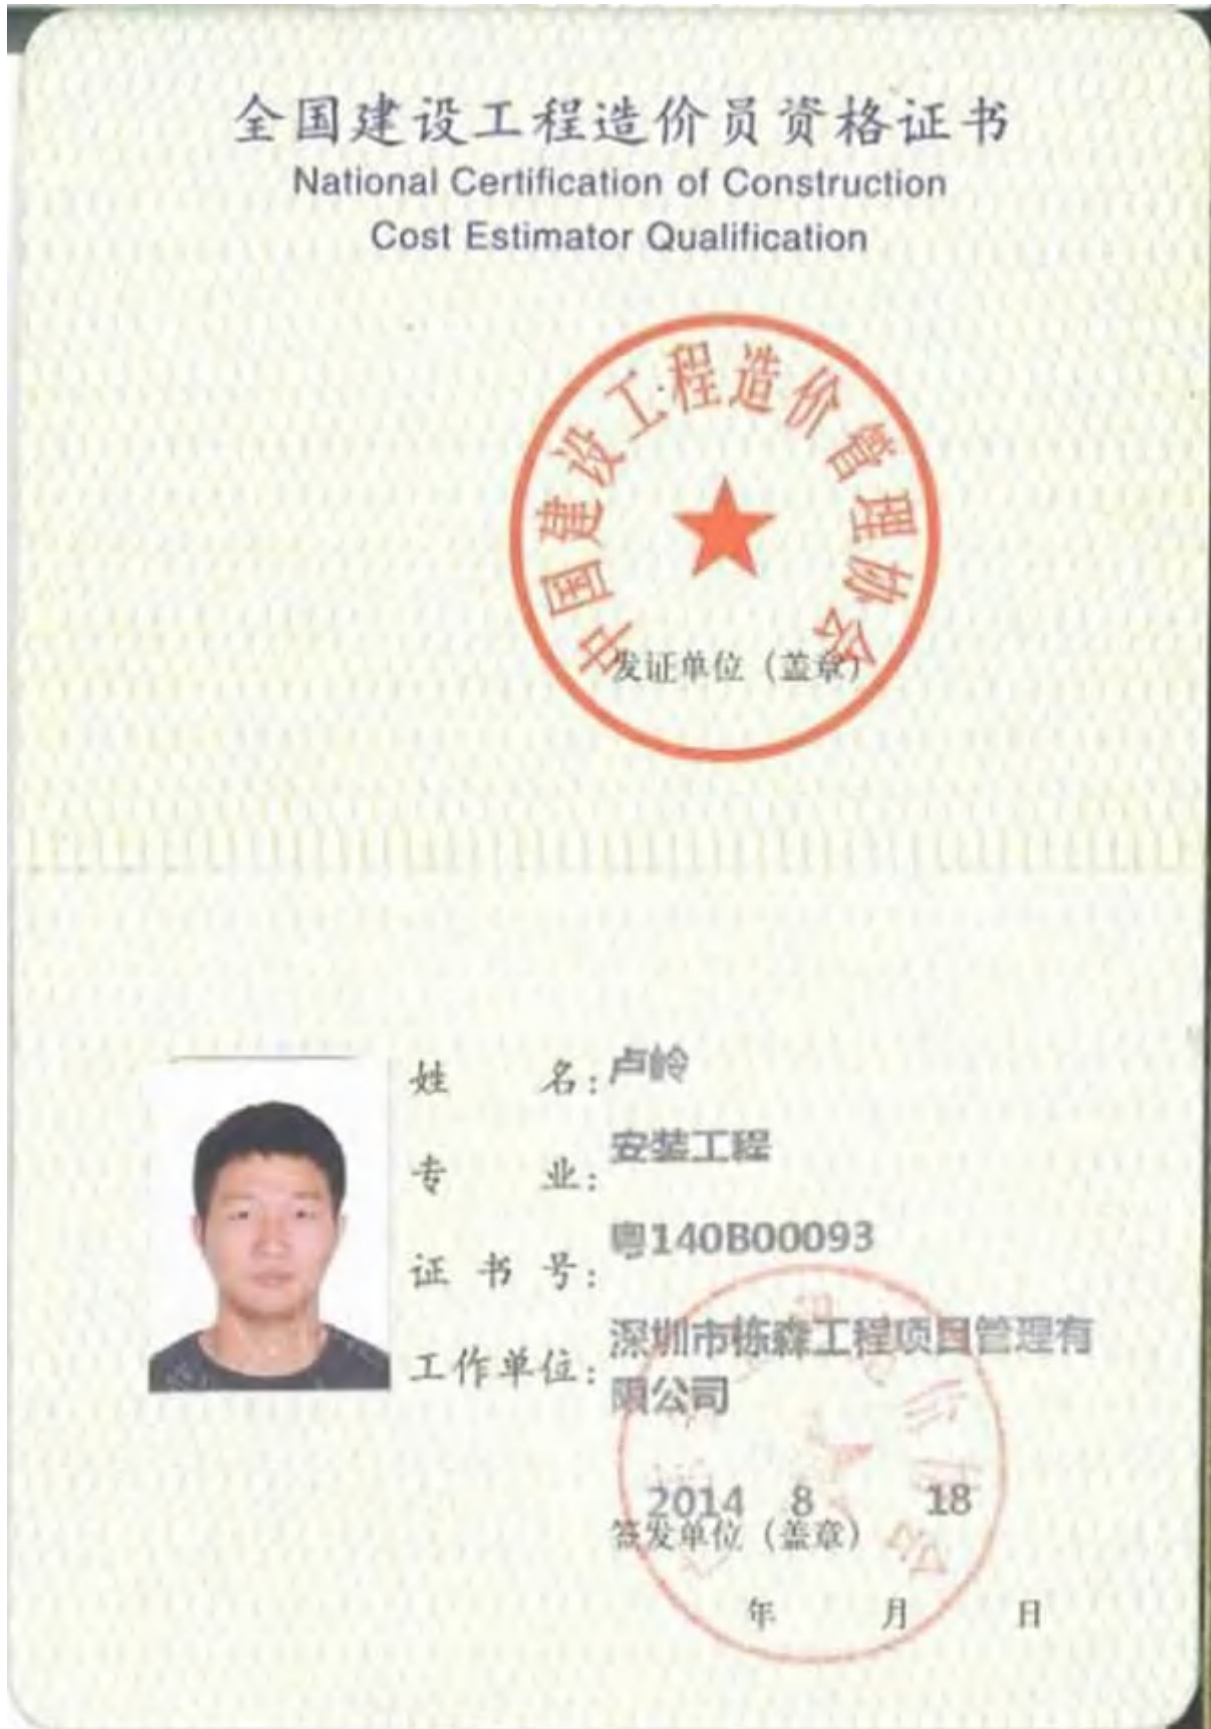 全国建设工程造价员资格证书
National Certification of Construction
Cost Estimator Qualification
中国建设工程造价管理协会
发证单位（盖章）
姓 名：卢岭
专 业：安装工程
证书号：粤140B00093
工作单位：深圳市栋森工程项目管理有
限公司
2014 8 18
签发单位（盖章）
年 月 日